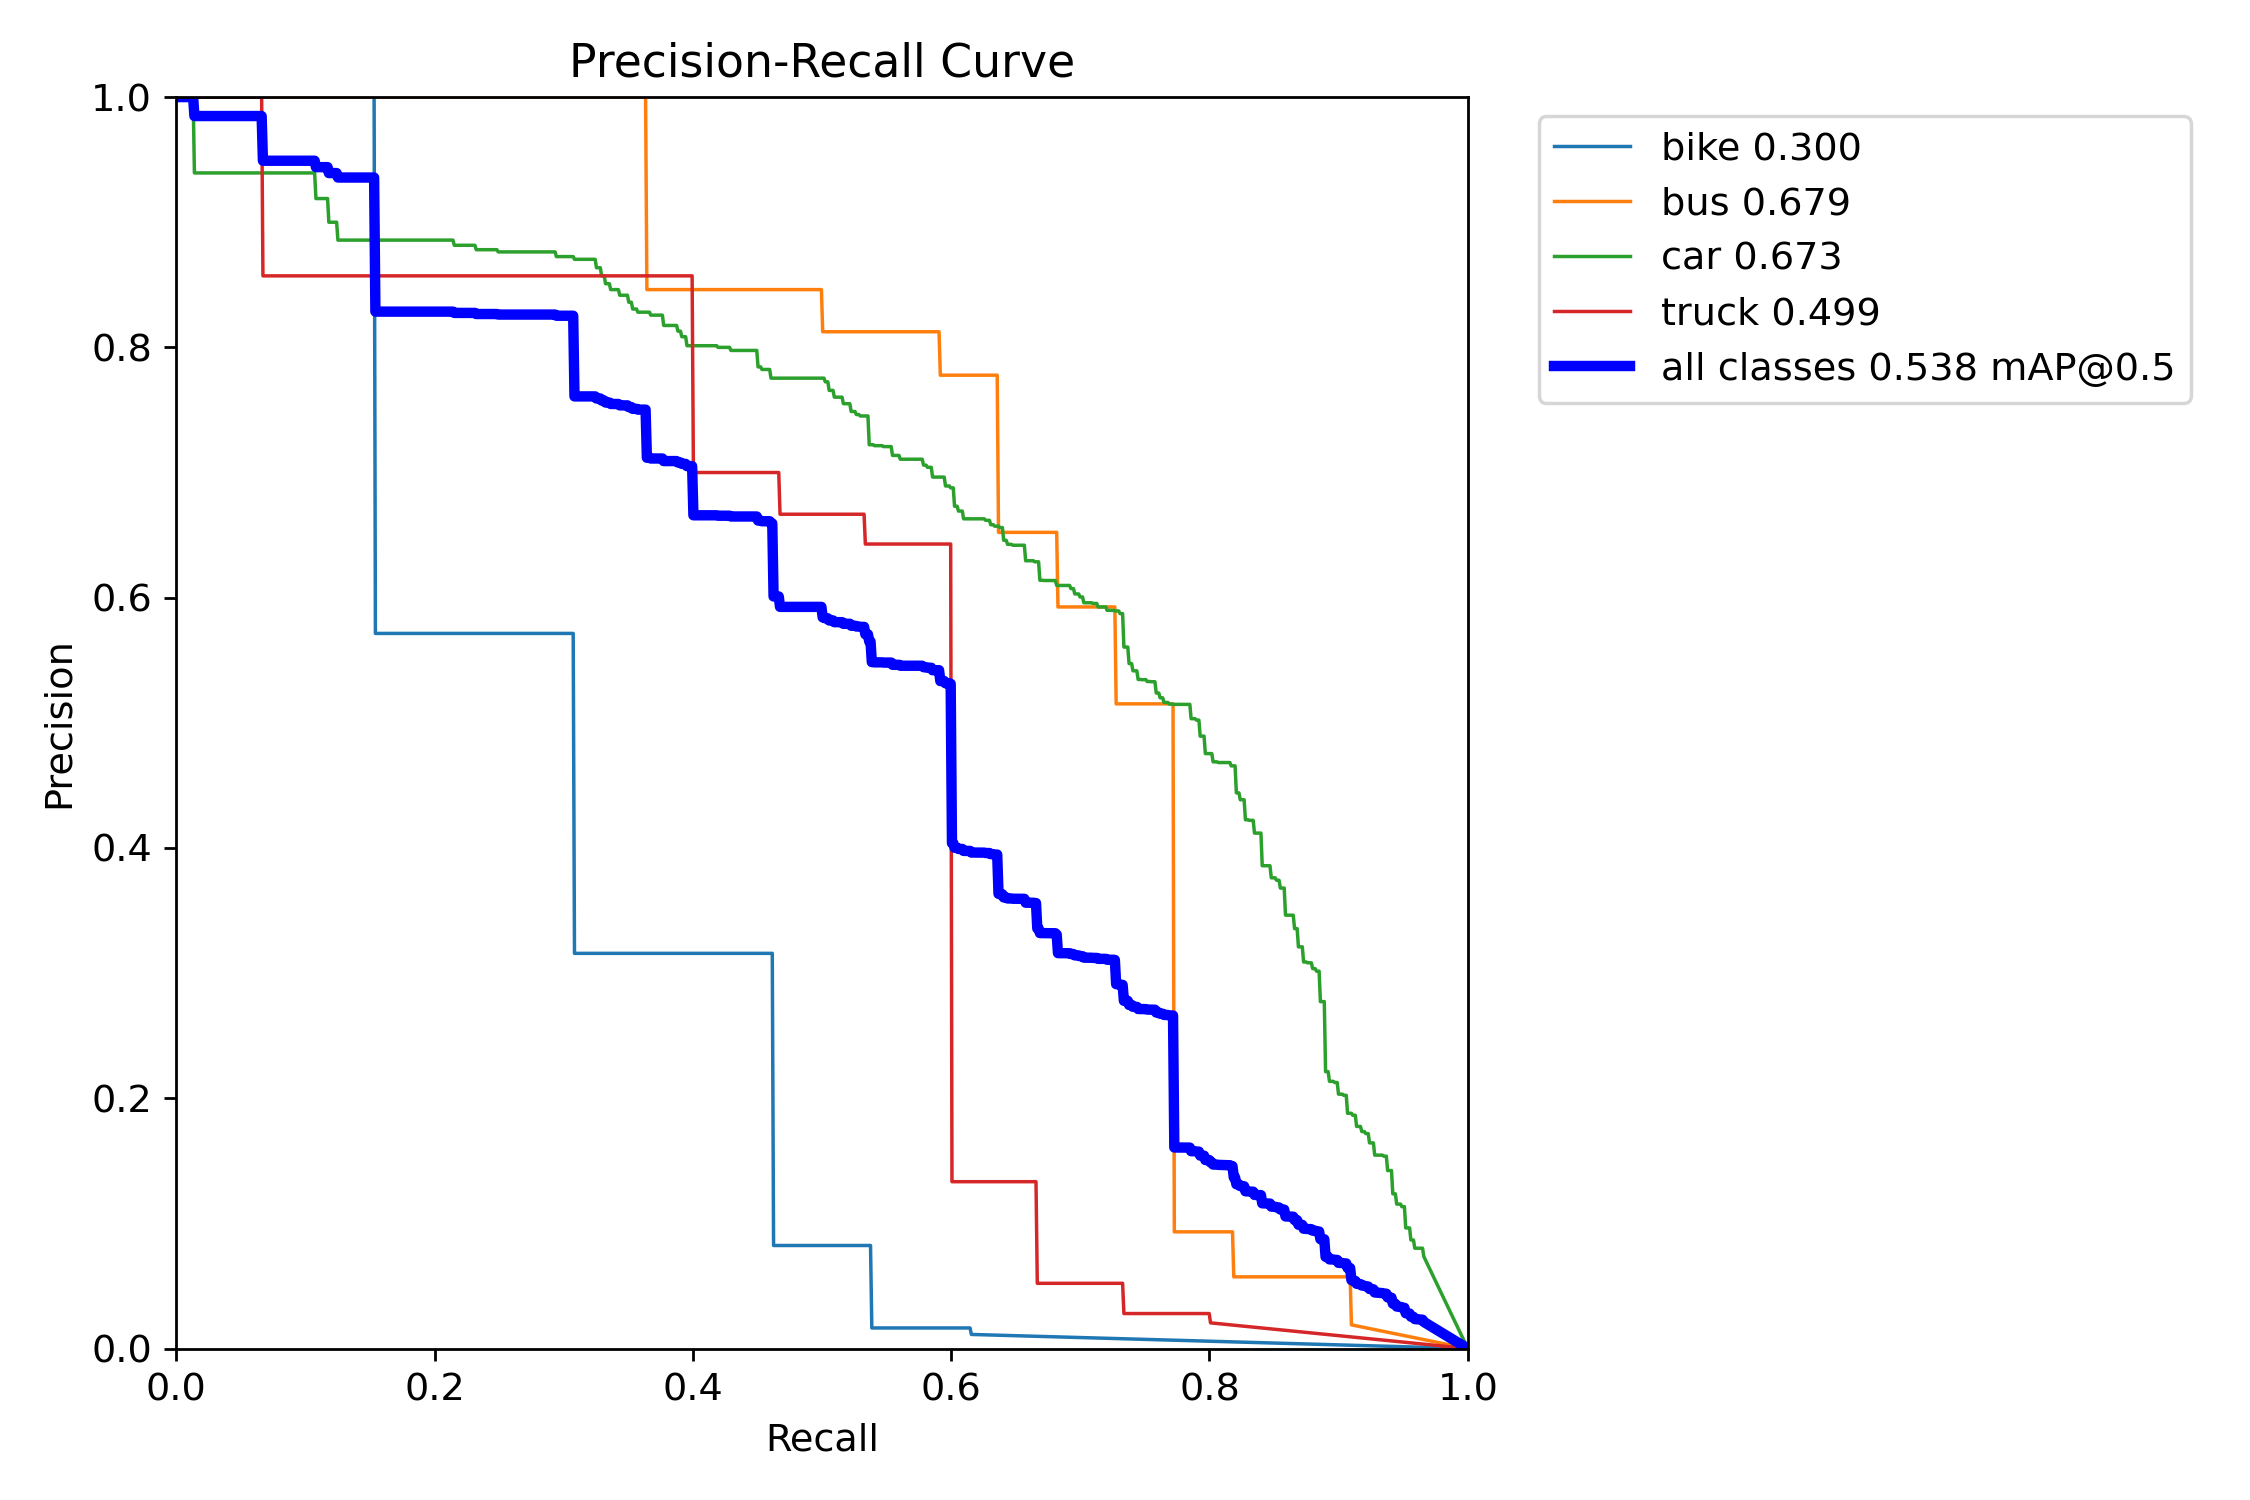 Precision-Recall Curve
1.0
0.8
0.6
0.4
0.2
0.0
Precision
0.0 0.2 0.4 0.6 0.8 1.0
Recall
bike 0.300
bus 0.679
car 0.673
truck 0.499
all classes 0.538 mAP@0.5